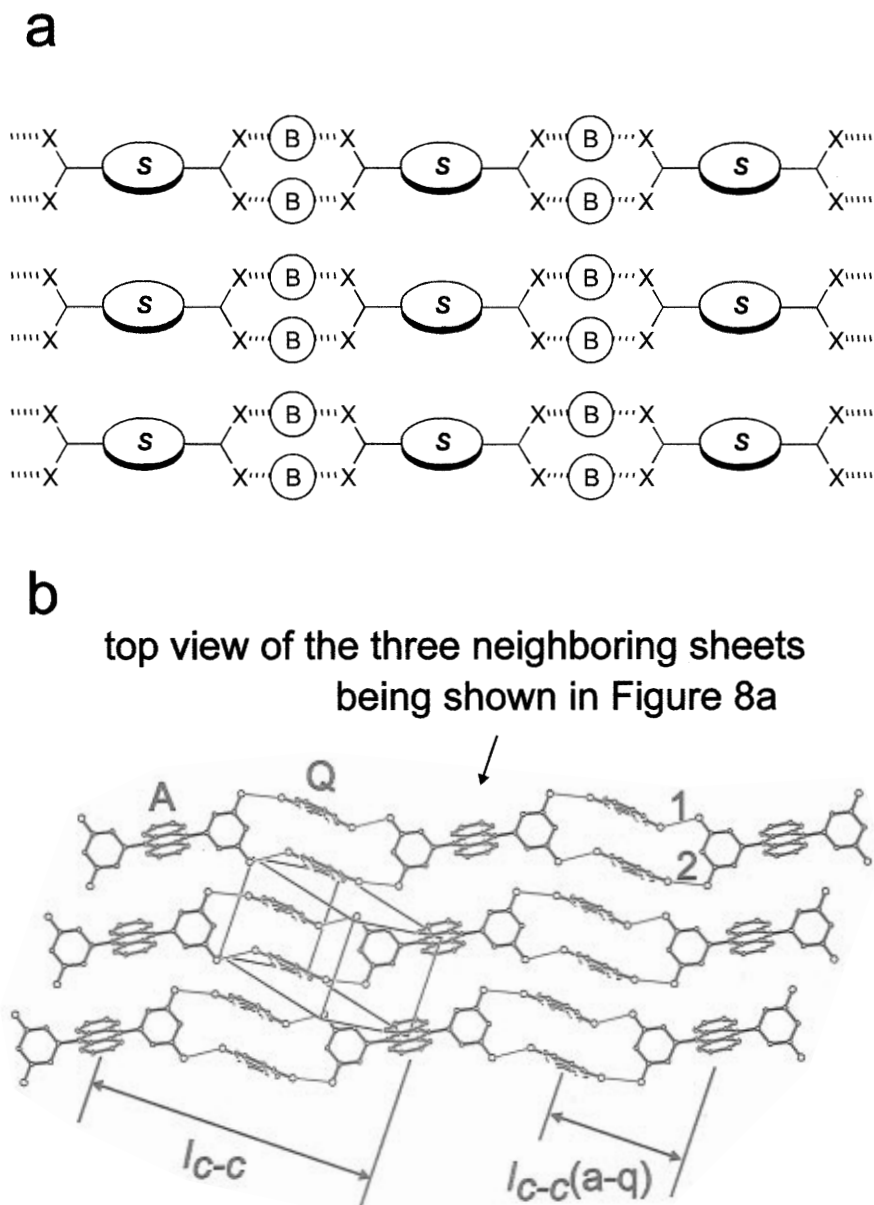 a
X X B X X B X X
S S S
X X B X X B X X
X X B X X B X X
S S S
X X B X X B X X
X X B X X B X X
S S S
X X B X X B X X
b
top view of the three neighboring sheets
being shown in Figure 8a
A Q 1
2
lc-c lc-c(a-q)